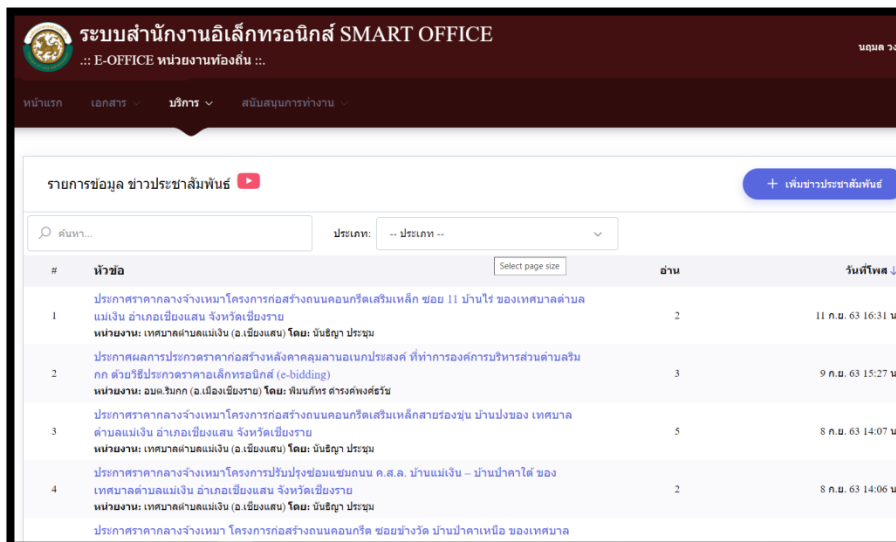 ระบบสำนักงานอิเล็กทรอนิกส์ SMART OFFICE
.:: E-OFFICE หน่วยงานท้องถิ่น ::.
นฤมล วง
หน้าแรก เอกสาร บริการ สนับสนุนการทำงาน
รายการข้อมูล ข่าวประชาสัมพันธ์
+ เพิ่มข่าวประชาสัมพันธ์
ค้นหา... ประเภท: -- ประเภท --
Select page size
# หัวข้อ อ่าน วันที่โพส ↓
ประกาศราคากลางจ้างเหมาโครงการก่อสร้างถนนคอนกรีตเสริมเหล็ก ซอย 11 บ้านไร่ ของเทศบาลตำบล
1 แม่เงิน อำเภอเชียงแสน จังหวัดเชียงราย 2 11 ก.ย. 63 16:31 น
หน่วยงาน: เทศบาลตำบลแม่เงิน (อ.เชียงแสน) โดย: นันธิญา ประชุม
ประกาศผลการประกวดราคาก่อสร้างหลังคาคลุมลานอเนกประสงค์ ที่ทำการองค์การบริหารส่วนตำบลริม
2 กก ด้วยวิธีประกวดราคาอเล็กทรอนิกส์ (e-bidding) 3 9 ก.ย. 63 15:27 น
หน่วยงาน: อบต.ริมกก (อ.เมืองเชียงราย) โดย: พิมนภัทร ดำรงค์พงศ์ธวัช
ประกาศราคากลางจ้างเหมาโครงการก่อสร้างถนนคอนกรีตเสริมเหล็กสายร่องขุ่น บ้านปงของ เทศบาล
3 ตำบลแม่เงิน อำเภอเชียงแสน จังหวัดเชียงราย 5 8 ก.ย. 63 14:07 น
หน่วยงาน: เทศบาลตำบลแม่เงิน (อ.เชียงแสน) โดย: นันธิญา ประชุม
ประกาศราคากลางจ้างเหมาโครงการปรับปรุงซ่อมแซมถนน ค.ส.ล. บ้านแม่เงิน – บ้านป่าคาใต้ ของ
4 เทศบาลตำบลแม่เงิน อำเภอเชียงแสน จังหวัดเชียงราย 2 8 ก.ย. 63 14:06 น
หน่วยงาน: เทศบาลตำบลแม่เงิน (อ.เชียงแสน) โดย: นันธิญา ประชุม
ประกาศราคากลางจ้างเหมา โครงการก่อสร้างถนนคอนกรีต ซอยข้างวัด บ้านป่าคาเหนือ ของเทศบาล